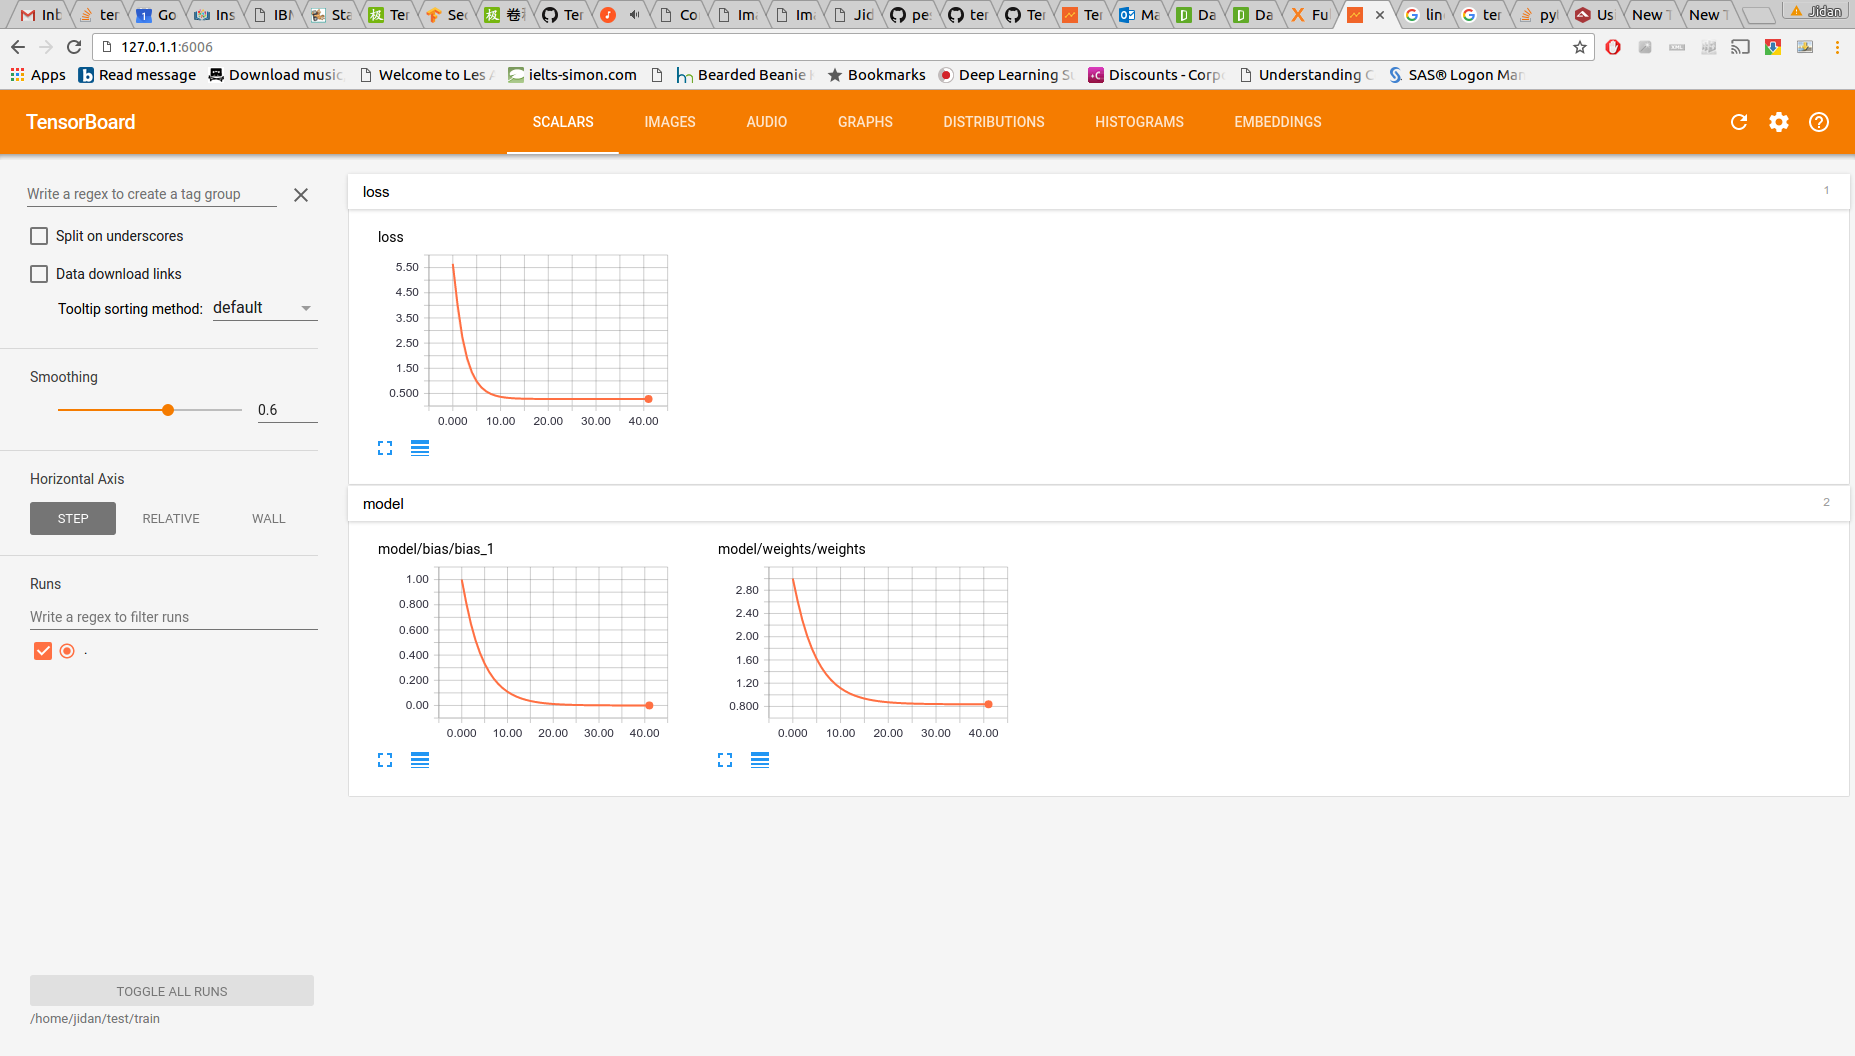 Inb ter Go Ins IBM Sta Ter Sec 卷 Ter Co Ima Ima Jid pe ter Ter Ter Ma Da Da Fu lin ter pyt Us New T New T Jidan
127.0.1.1:6006
Apps Read message Download music Welcome to Les A ielts-simon.com Bearded Beanie Bookmarks Deep Learning Su Discounts - Corpo Understanding C SAS® Logon Man
TensorBoard SCALARS IMAGES AUDIO GRAPHS DISTRIBUTIONS HISTOGRAMS EMBEDDINGS
Write a regex to create a tag group
Split on underscores
Data download links
Tooltip sorting method: default
Smoothing
0.6
Horizontal Axis
STEP RELATIVE WALL
Runs
Write a regex to filter runs
.
TOGGLE ALL RUNS
/home/jidan/test/train
loss 1
loss
5.50
4.50
3.50
2.50
1.50
0.500
0.000 10.00 20.00 30.00 40.00
model 2
model/bias/bias_1
1.00
0.800
0.600
0.400
0.200
0.00
0.000 10.00 20.00 30.00 40.00
model/weights/weights
2.80
2.40
2.00
1.60
1.20
0.800
0.000 10.00 20.00 30.00 40.00